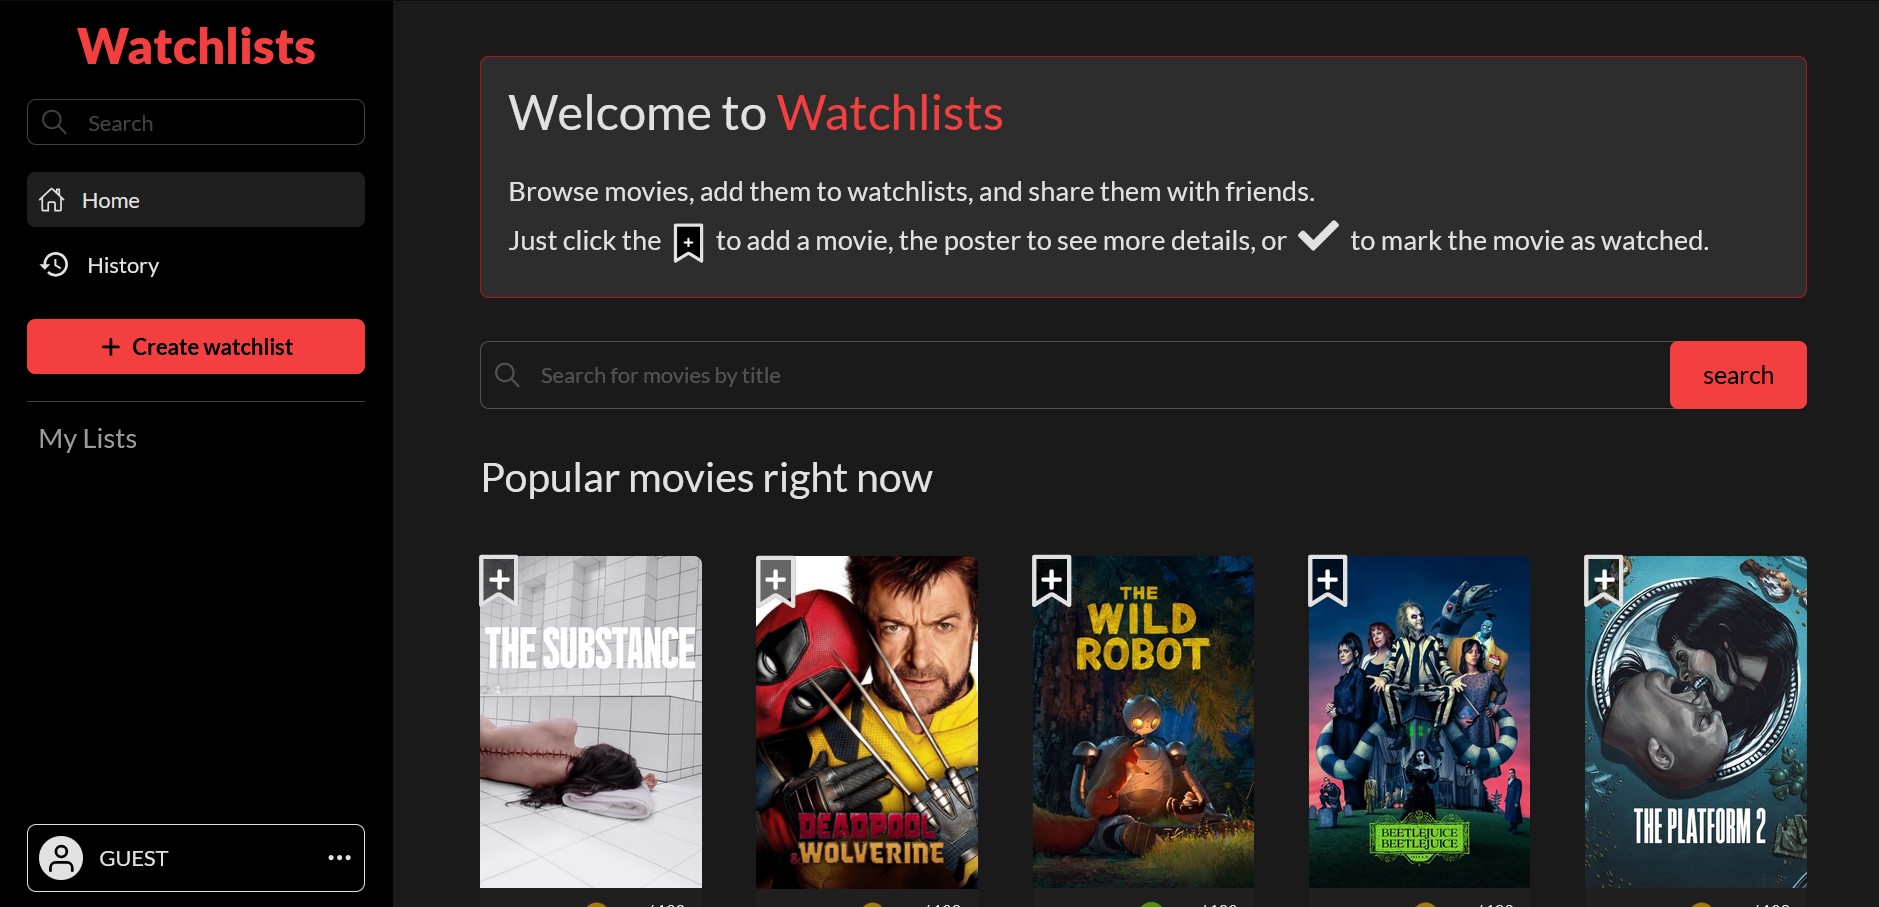 Watchlists
Search
Home
History
+ Create watchlist
My Lists
GUEST
Welcome to Watchlists
Browse movies, add them to watchlists, and share them with friends.
Just click the to add a movie, the poster to see more details, or to mark the movie as watched.
Search for movies by title
search
Popular movies right now
THE SUBSTANCE
DEADPOOL
& WOLVERINE
THE
WILD
ROBOT
BEETLEJUICE
BEETLEJUICE
THE PLATFORM 2